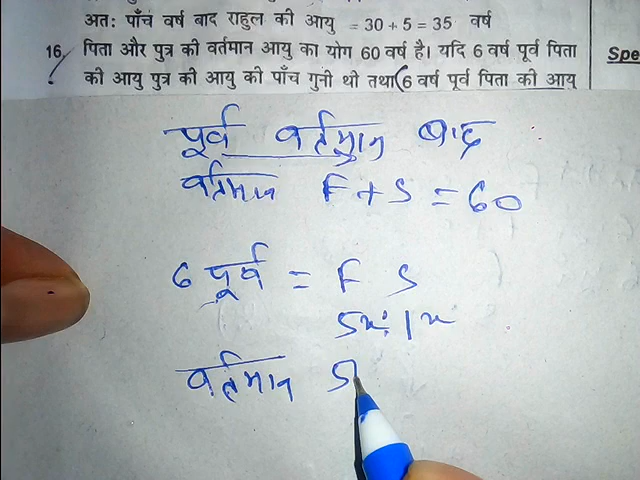 अतः पाँच वर्ष बाद राहुल की आयु = 30 + 5 = 35 वर्ष
16. पिता और पुत्र की वर्तमान आयु का योग 60 वर्ष है। यदि 6 वर्ष पूर्व पिता
की आयु पुत्र की आयु की पाँच गुनी थी तथा (6 वर्ष पूर्व पिता की आयु
Spe
पूर्व वर्तमान बाद
वर्तमान F + S = 60
6 पूर्व = F S
5x : 1x
वर्तमान 5